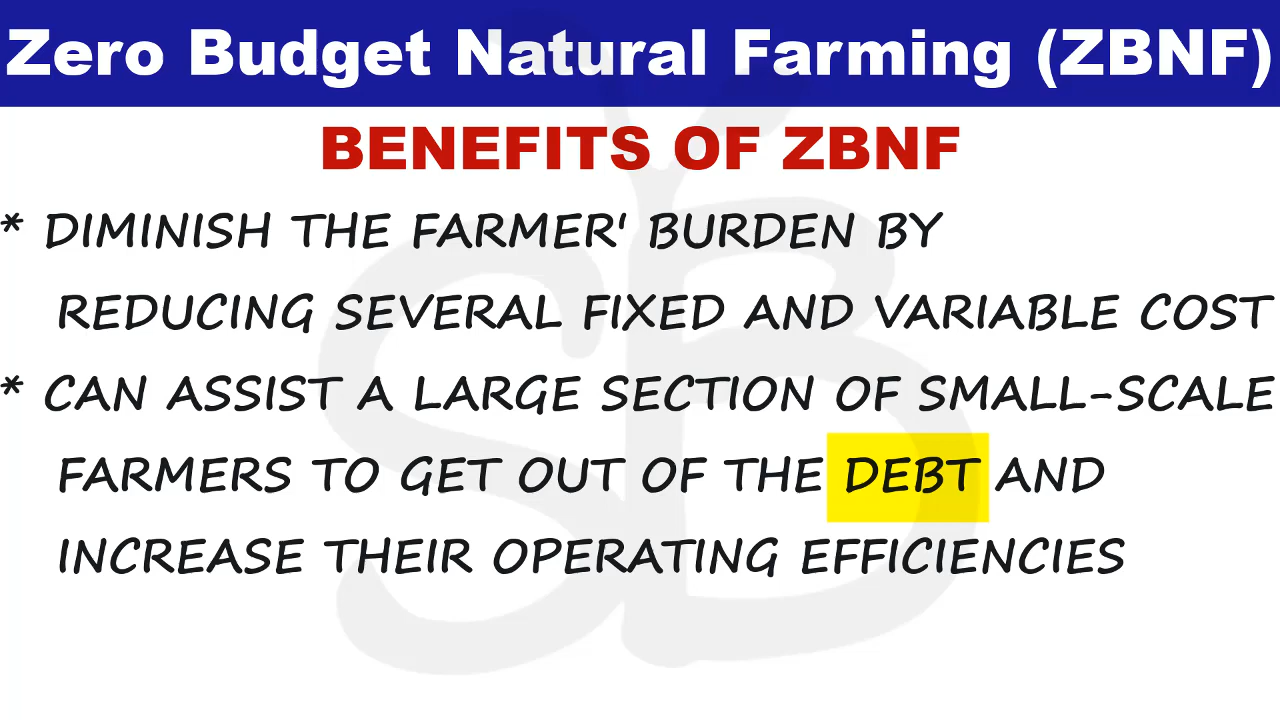 Zero Budget Natural Farming (ZBNF)
BENEFITS OF ZBNF
* DIMINISH THE FARMER' BURDEN BY
REDUCING SEVERAL FIXED AND VARIABLE COST
* CAN ASSIST A LARGE SECTION OF SMALL-SCALE
FARMERS TO GET OUT OF THE DEBT AND
INCREASE THEIR OPERATING EFFICIENCIES
SB